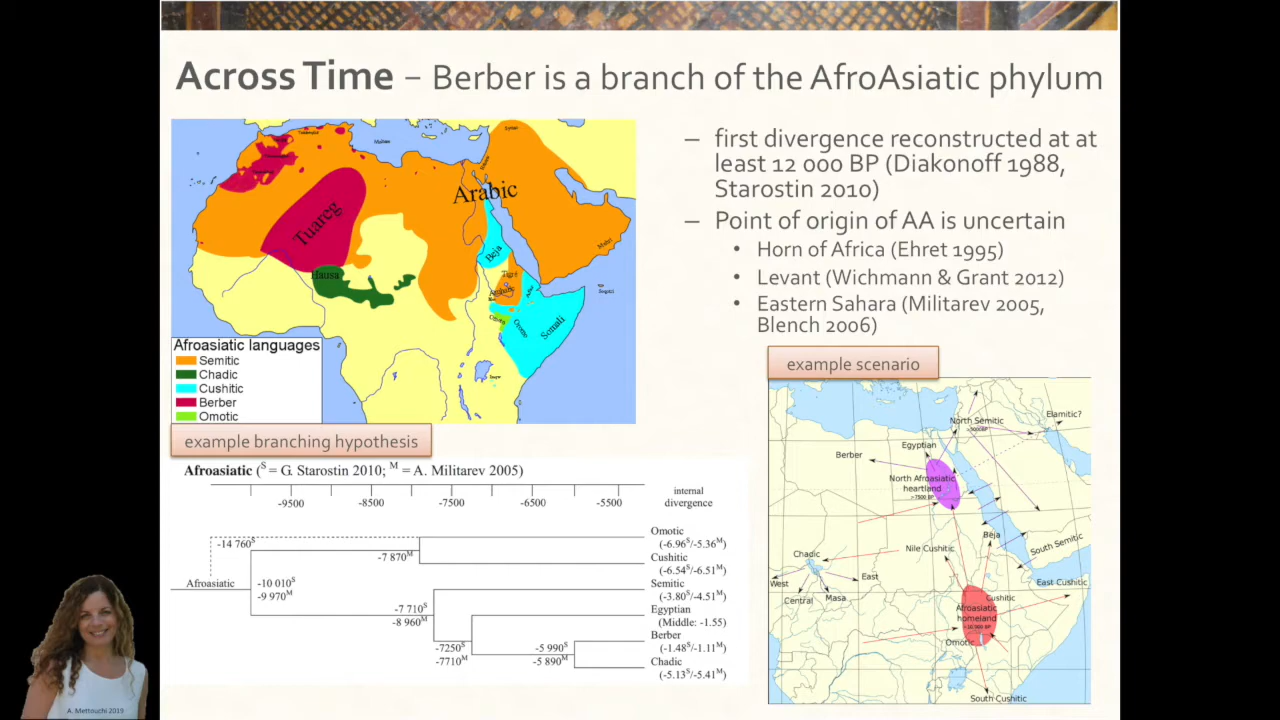 Across Time – Berber is a branch of the AfroAsiatic phylum
– first divergence reconstructed at at
least 12 000 BP (Diakonoff 1988,
Starostin 2010)
– Point of origin of AA is uncertain
• Horn of Africa (Ehret 1995)
• Levant (Wichmann & Grant 2012)
• Eastern Sahara (Militarev 2005,
Blench 2006)
Arabic
Tuareg
Hausa
Beja
Somali
Afroasiatic languages
Semitic
Chadic
Cushitic
Berber
Omotic
example branching hypothesis
Afroasiatic (S = G. Starostin 2010; M = A. Militarev 2005)
-9500 -8500 -7500 -6500 -5500
internal
divergence
Omotic
(-6.96S/-5.36M)
-14 760S
-7 870M
Cushitic
(-6.54S/-6.51M)
Afroasiatic
-10 010S
-9 970M
Semitic
(-3.80S/-4.51M)
-7 710S
-8 960M
Egyptian
(Middle: -1.55)
Berber
(-1.48S/-1.11M)
-7250S
-7710M
-5 990S
-5 890M
Chadic
(-5.13S/-5.41M)
example scenario
North Semitic
Elamitic?
Egyptian
Berber
North Afroasiatic
heartland
Beja
Nile Cushitic
South Semitic
Chadic
West
East
Central
Masa
East Cushitic
Cushitic
Afroasiatic
homeland
Omotic
South Cushitic
A. Mettouchi 2019